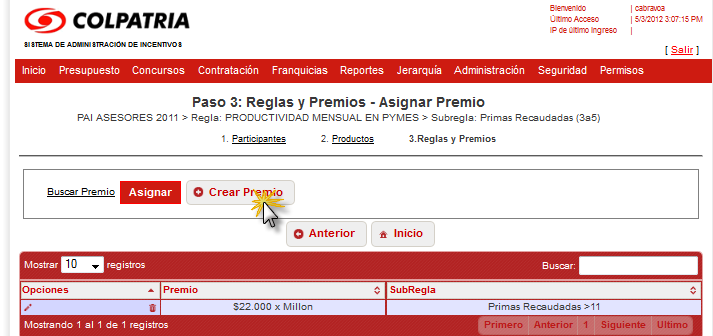 COLPATRIA
SISTEMA DE ADMINISTRACIÓN DE INCENTIVOS
Bienvenido | cabravoa
Último Acceso | 5/3/2012 3:07:15 PM
IP de último Ingreso |
[ Salir ]
Inicio Presupuesto Concursos Contratación Franquicias Reportes Jerarquía Administración Seguridad Permisos
Paso 3: Reglas y Premios - Asignar Premio
PAI ASESORES 2011 > Regla: PRODUCTIVIDAD MENSUAL EN PYMES > Subregla: Primas Recaudadas (3a5)
1. Participantes 2. Productos 3.Reglas y Premios
Buscar Premio Asignar Crear Premio
Anterior Inicio
Mostrar 10 registros Buscar:
Opciones Premio SubRegla
$22.000 x Millon Primas Recaudadas >11
Mostrando 1 al 1 de 1 registros Primero Anterior 1 Siguiente Ultimo